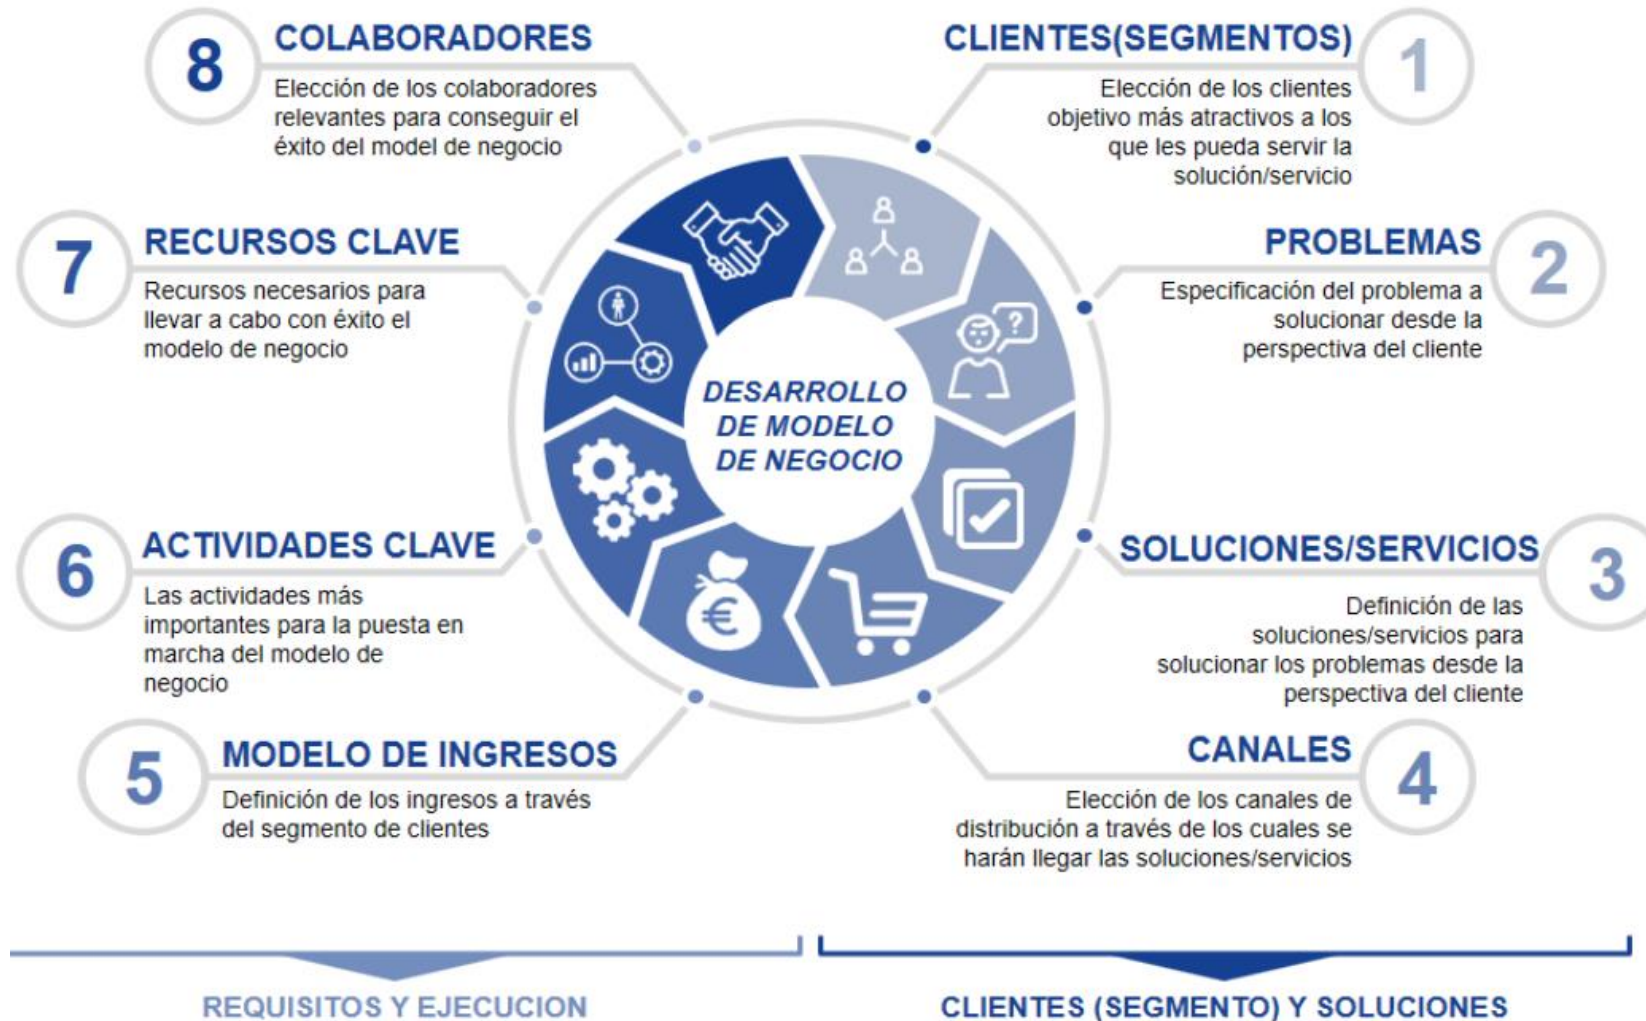 8
COLABORADORES
Elección de los colaboradores
relevantes para conseguir el
éxito del model de negocio
CLIENTES(SEGMENTOS)
1
Elección de los clientes
objetivo más atractivos a los
que les pueda servir la
solución/servicio
7
RECURSOS CLAVE
Recursos necesarios para
llevar a cabo con éxito el
modelo de negocio
PROBLEMAS
2
Especificación del problema a
solucionar desde la
perspectiva del cliente
?
DESARROLLO
DE MODELO
DE NEGOCIO
6
ACTIVIDADES CLAVE
Las actividades más
importantes para la puesta en
marcha del modelo de
negocio
SOLUCIONES/SERVICIOS
3
Definición de las
soluciones/servicios para
solucionar los problemas desde la
perspectiva del cliente
€
5
MODELO DE INGRESOS
Definición de los ingresos a través
del segmento de clientes
CANALES
4
Elección de los canales de
distribución a través de los cuales se
harán llegar las soluciones/servicios
REQUISITOS Y EJECUCION
CLIENTES (SEGMENTO) Y SOLUCIONES